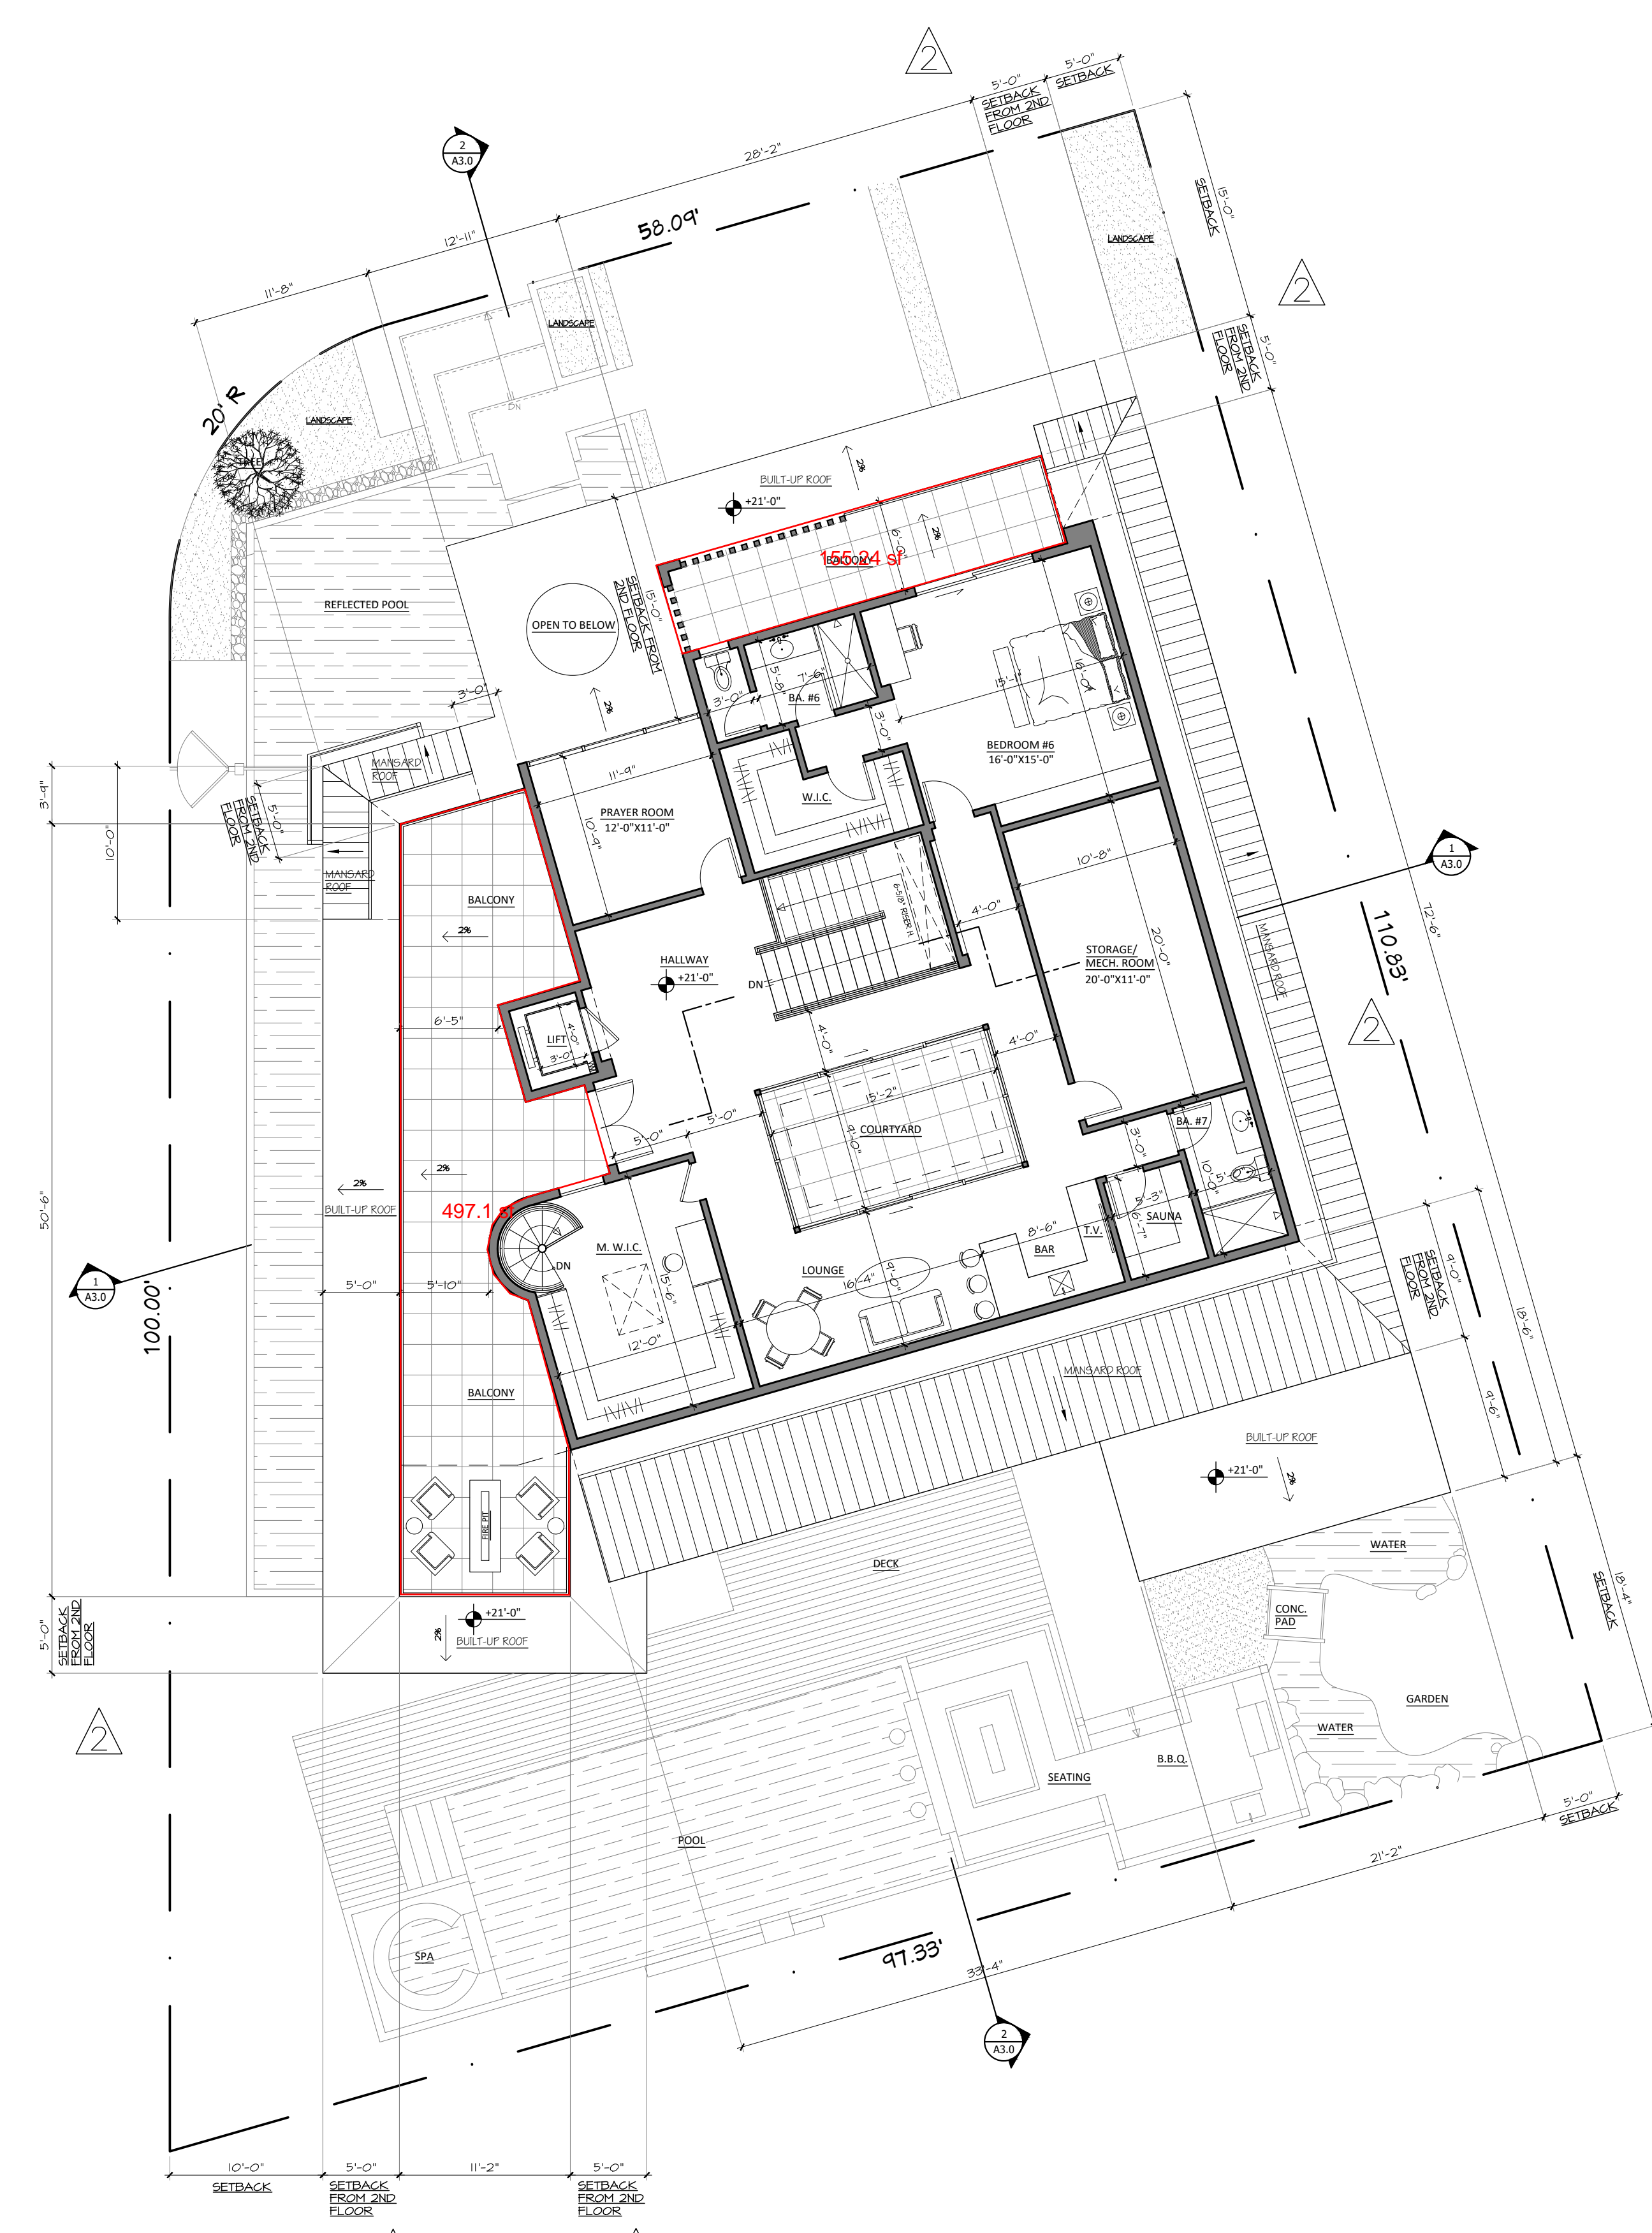 2
5'-0"
SETBACK
FROM 2ND
FLOOR
5'-0"
SETBACK
28'-2"
2
A3.0
58.09'
12'-11"
11'-8"
15'-0"
SETBACK
LANDSCAPE
2
LANDSCAPE
DN
20' R
LANDSCAPE
TREE
5'-0"
SETBACK
FROM 2ND
FLOOR
BUILT-UP ROOF
+21'-0"
2%
2%
6'-0"
BALCONY
155.24 sf
REFLECTED POOL
OPEN TO BELOW
15'-0"
SETBACK FROM
2ND FLOOR
2%
3'-0"
3'-0"
5'-8"
7'-6"
BA. #6
3'-0"
15'-1"
16'-0"
BEDROOM #6
16'-0"X15'-0"
MANSARD
ROOF
11'-9"
W.I.C.
PRAYER ROOM
12'-0"X11'-0"
10'-9"
3'-9"
10'-0"
5'-0"
SETBACK
FROM 2ND
FLOOR
MANSARD
ROOF
BALCONY
2%
6-5/8" RISER H.
10'-8"
4'-0"
1
A3.0
72'-6"
110.83'
HALLWAY
+21'-0"
DN
STORAGE/
MECH. ROOM
20'-0"X11'-0"
20'-0"
MANSARD ROOF
6'-5"
LIFT
4'-0"
3'-0"
4'-0"
4'-0"
2
15'-2"
5'-0"
5'-0"
9'-0"
COURTYARD
BA. #7
3'-0"
10'-0"
5'-0"
2%
2%
BUILT-UP ROOF
497.1 sf
50'-6"
5'-3"
6'-7"
SAUNA
T.V.
8'-6"
BAR
M. W.I.C.
DN
LOUNGE
16'-4"
9'-0"
15'-6"
12'-0"
1
A3.0
100.00'
5'-0"
5'-10"
9'-0"
SETBACK
FROM 2ND
FLOOR
18'-6"
9'-6"
MANSARD ROOF
BALCONY
BUILT-UP ROOF
+21'-0"
2%
FIRE PIT
DECK
WATER
CONC.
PAD
18'-4"
SETBACK
5'-0"
SETBACK
FROM 2ND
FLOOR
+21'-0"
2%
BUILT-UP ROOF
2
GARDEN
WATER
B.B.Q.
SEATING
5'-0"
SETBACK
POOL
21'-2"
SPA
97.33'
33'-4"
2
A3.0
10'-0"
SETBACK
5'-0"
SETBACK
FROM 2ND
FLOOR
11'-2"
5'-0"
SETBACK
FROM 2ND
FLOOR